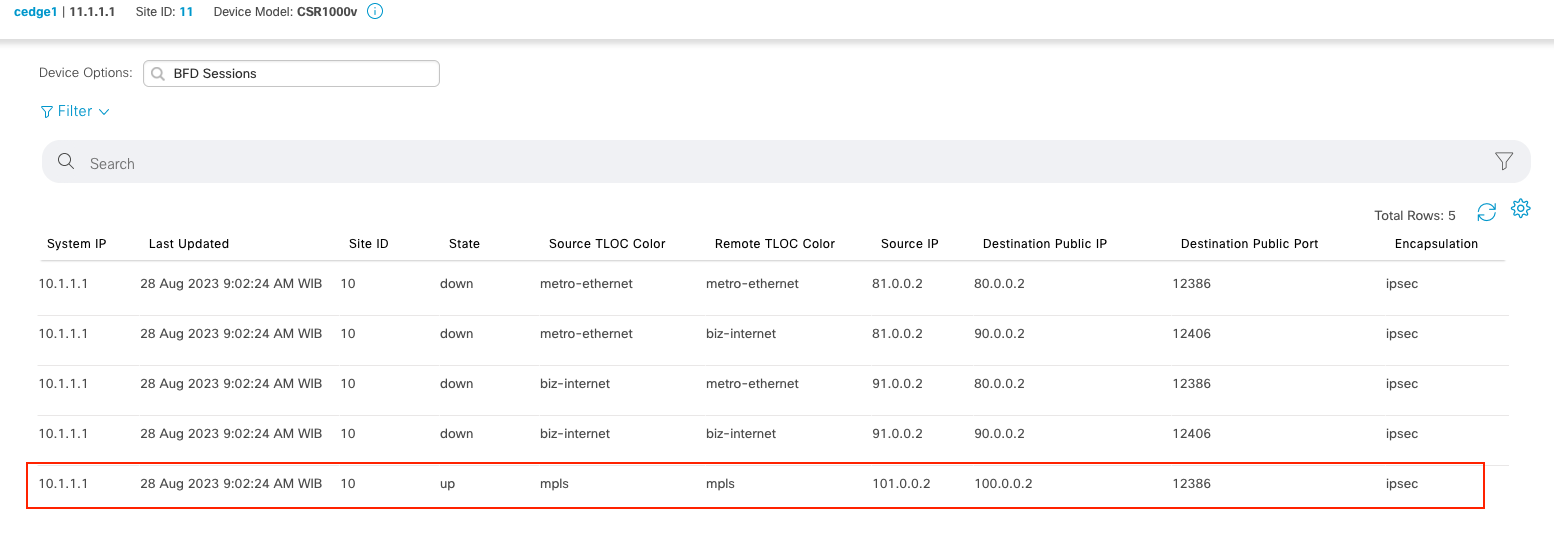 cedge1 | 11.1.1.1 Site ID: 11 Device Model: CSR1000v
Device Options: BFD Sessions
Filter
Search
Total Rows: 5
System IP Last Updated Site ID State Source TLOC Color Remote TLOC Color Source IP Destination Public IP Destination Public Port Encapsulation
10.1.1.1 28 Aug 2023 9:02:24 AM WIB 10 down metro-ethernet metro-ethernet 81.0.0.2 80.0.0.2 12386 ipsec
10.1.1.1 28 Aug 2023 9:02:24 AM WIB 10 down metro-ethernet biz-internet 81.0.0.2 90.0.0.2 12406 ipsec
10.1.1.1 28 Aug 2023 9:02:24 AM WIB 10 down biz-internet metro-ethernet 91.0.0.2 80.0.0.2 12386 ipsec
10.1.1.1 28 Aug 2023 9:02:24 AM WIB 10 down biz-internet biz-internet 91.0.0.2 90.0.0.2 12406 ipsec
10.1.1.1 28 Aug 2023 9:02:24 AM WIB 10 up mpls mpls 101.0.0.2 100.0.0.2 12386 ipsec